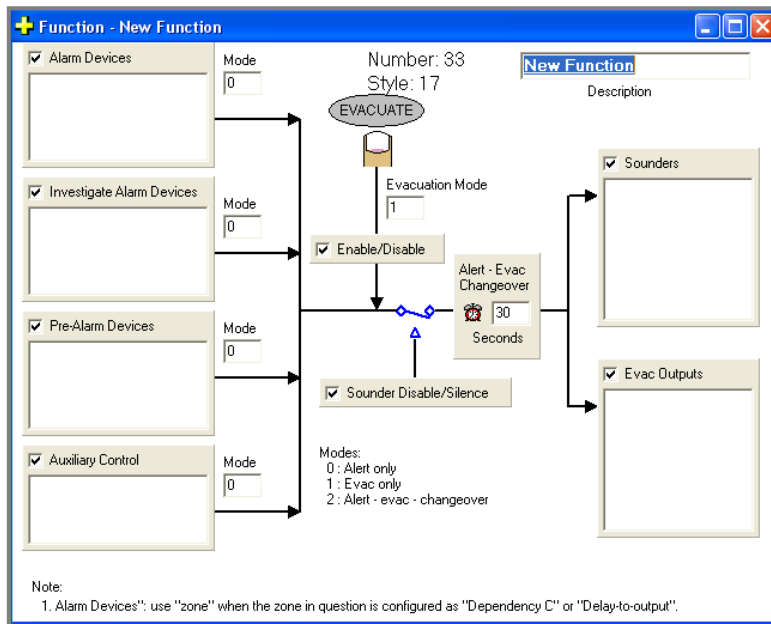 Function - New Function
Alarm Devices
Mode
0
Number: 33
Style: 17
New Function
Description
EVACUATE
Investigate Alarm Devices
Mode
0
Evacuation Mode
1
Enable/Disable
Sounders
Alert - Evac
Changeover
30
Seconds
Pre-Alarm Devices
Mode
0
Sounder Disable/Silence
Evac Outputs
Auxiliary Control
Mode
0
Modes:
0 : Alert only
1 : Evac only
2 : Alert - evac - changeover
Note:
1. Alarm Devices": use "zone" when the zone in question is configured as "Dependency C" or "Delay-to-output".